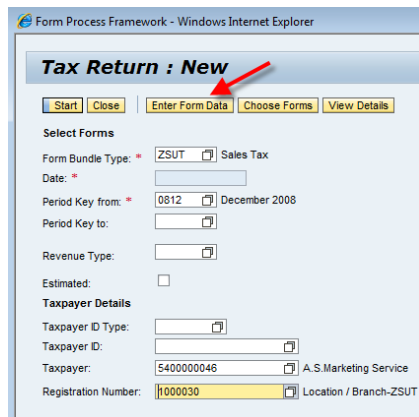 Form Process Framework - Windows Internet Explorer
Tax Return : New
Start Close Enter Form Data Choose Forms View Details
Select Forms
Form Bundle Type: * ZSUT Sales Tax
Date: *
Period Key from: * 0812 December 2008
Period Key to:
Revenue Type:
Estimated:
Taxpayer Details
Taxpayer ID Type:
Taxpayer ID:
Taxpayer: 5400000046 A.S.Marketing Service
Registration Number: 1000030 Location / Branch-ZSUT